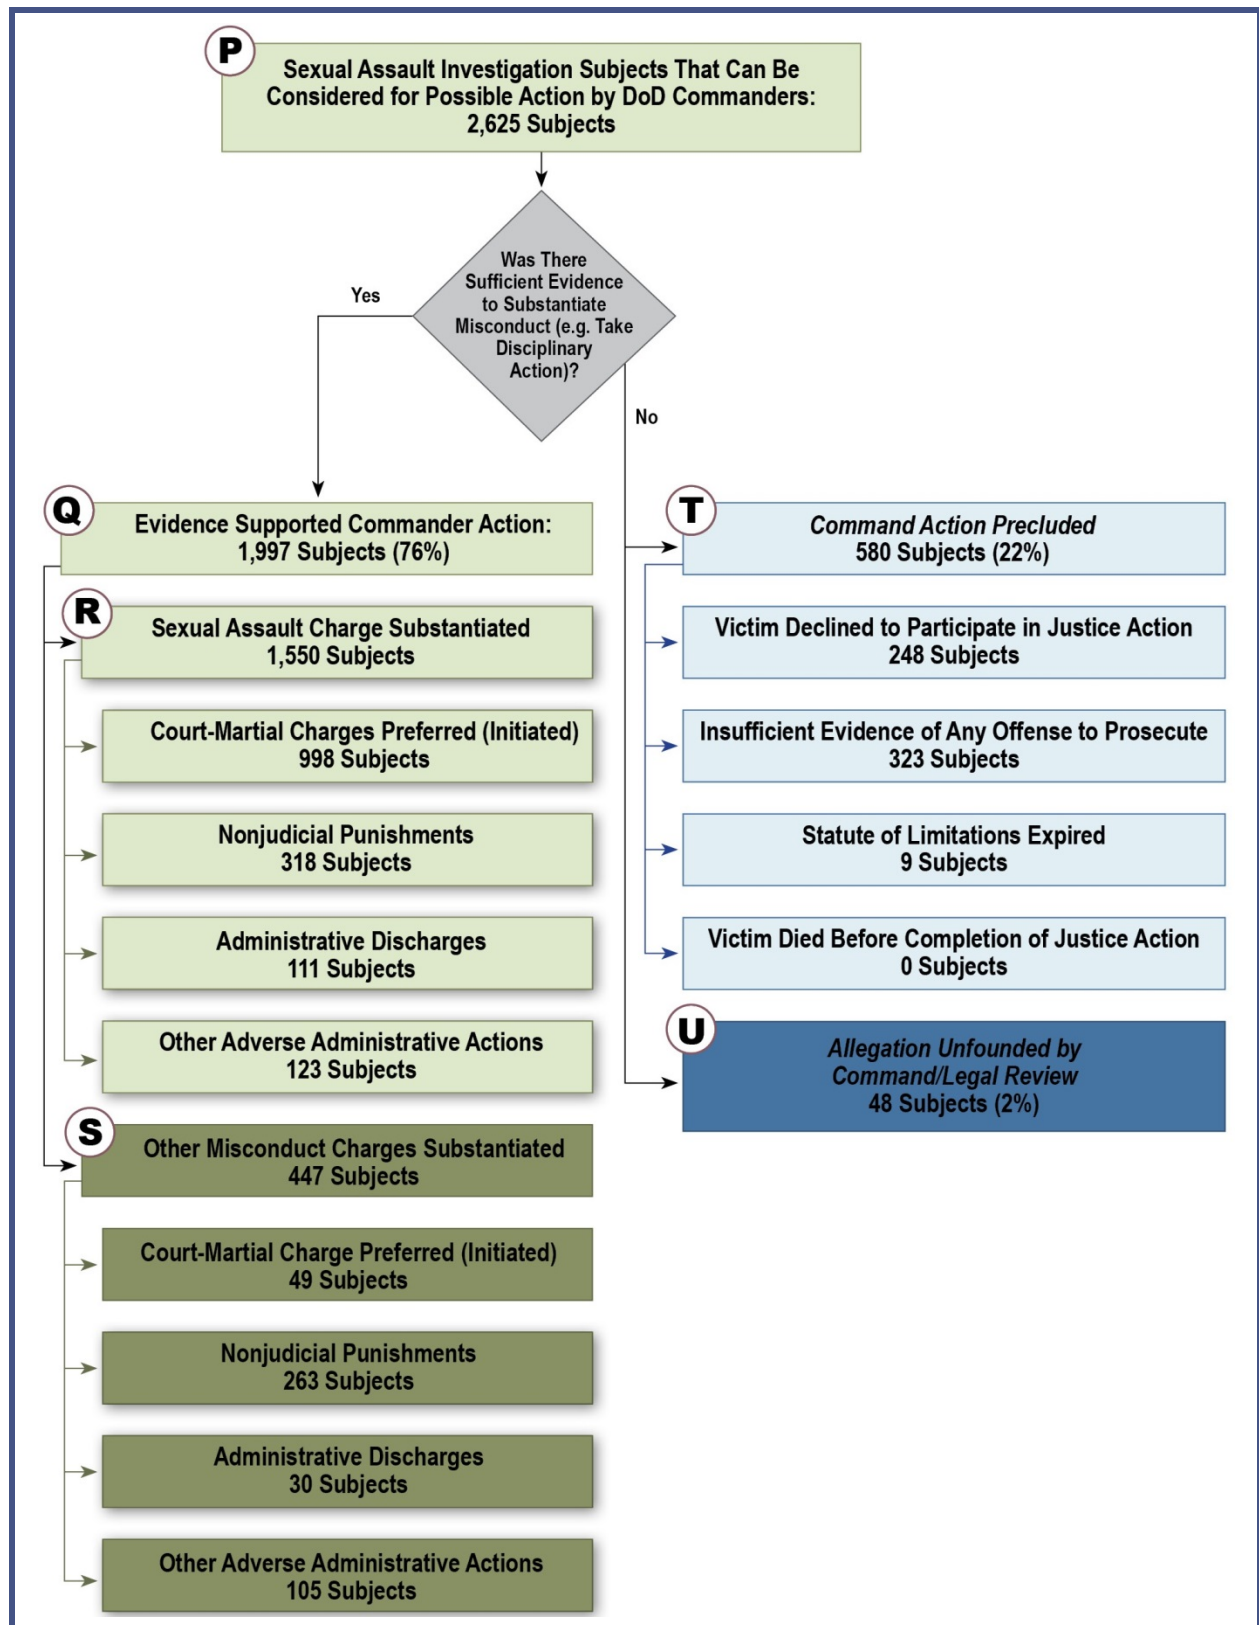 P
Sexual Assault Investigation Subjects That Can Be
Considered for Possible Action by DoD Commanders:
2,625 Subjects
Was There
Sufficient Evidence
to Substantiate
Misconduct (e.g. Take
Disciplinary
Action)?
Yes
No
Q
Evidence Supported Commander Action:
1,997 Subjects (76%)
R
Sexual Assault Charge Substantiated
1,550 Subjects
Court-Martial Charges Preferred (Initiated)
998 Subjects
Nonjudicial Punishments
318 Subjects
Administrative Discharges
111 Subjects
Other Adverse Administrative Actions
123 Subjects
S
Other Misconduct Charges Substantiated
447 Subjects
Court-Martial Charge Preferred (Initiated)
49 Subjects
Nonjudicial Punishments
263 Subjects
Administrative Discharges
30 Subjects
Other Adverse Administrative Actions
105 Subjects
T
Command Action Precluded
580 Subjects (22%)
Victim Declined to Participate in Justice Action
248 Subjects
Insufficient Evidence of Any Offense to Prosecute
323 Subjects
Statute of Limitations Expired
9 Subjects
Victim Died Before Completion of Justice Action
0 Subjects
U
Allegation Unfounded by
Command/Legal Review
48 Subjects (2%)